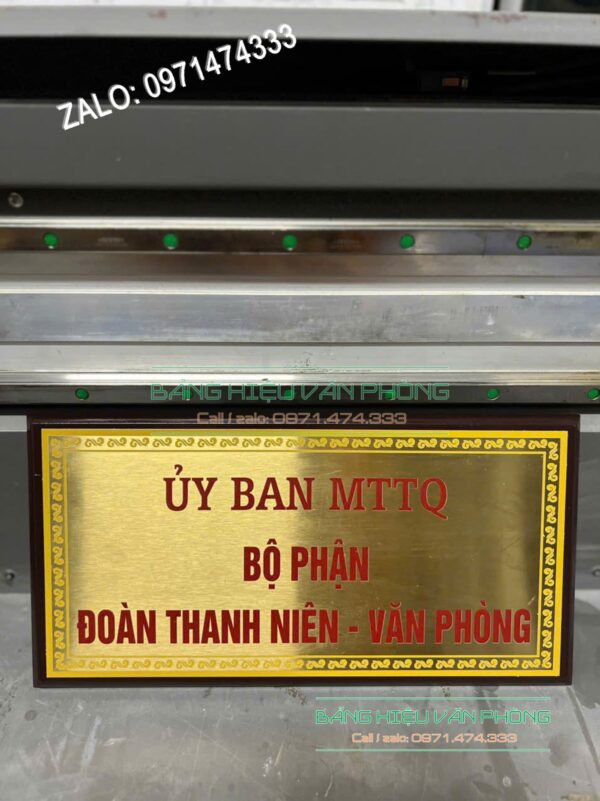 ZALO: 0971474333
BẢNG HIỆU VĂN PHÒNG
Call / zalo: 0971.474.333
ỦY BAN MTTQ
BỘ PHẬN
ĐOÀN THANH NIÊN - VĂN PHÒNG
BẢNG HIỆU VĂN PHÒNG
Call / zalo: 0971.474.333